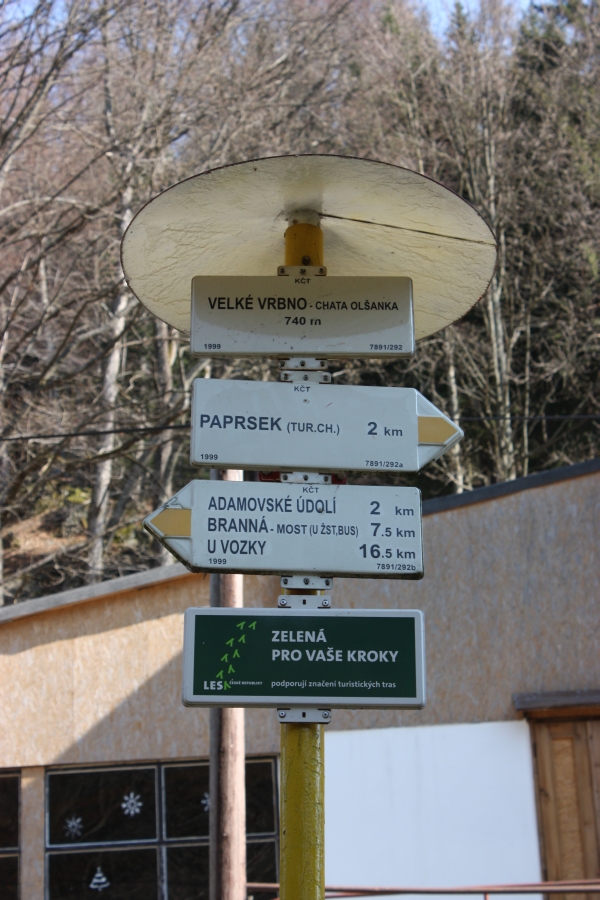 KČT
VELKÉ VRBNO - CHATA OLŠANKA
740 m
1999 7891/292
KČT
PAPRSEK (TUR.CH.) 2 km
1999 7891/292a
KČT
ADAMOVSKÉ ÚDOLÍ 2 km
BRANNÁ - MOST (U ŽST,BUS) 7.5 km
U VOZKY 16.5 km
1999 7891/292b
ZELENÁ
PRO VAŠE KROKY
LESY ČESKÉ REPUBLIKY podporují značení turistických tras